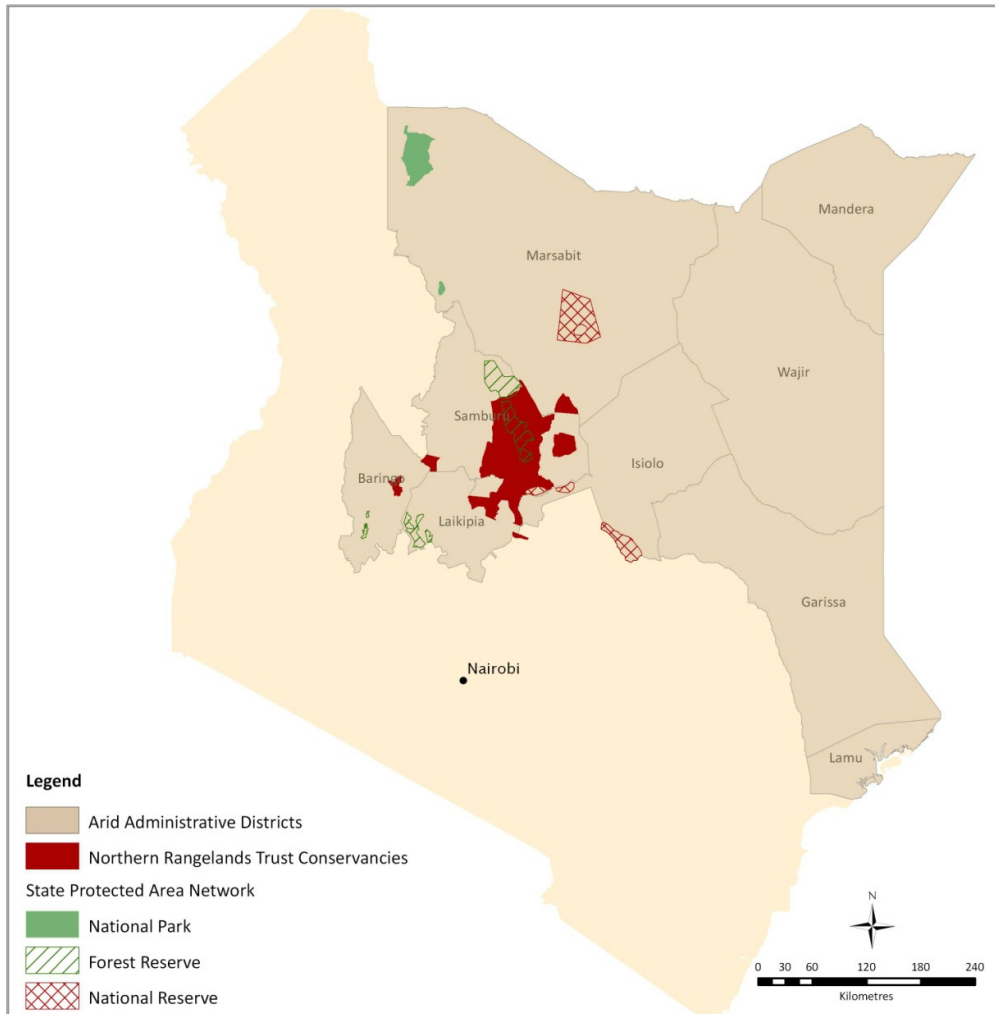 Mandera
Marsabit
Wajir
Samburu
Isiolo
Baringo
Laikipia
Garissa
Nairobi
Lamu
Legend
Arid Administrative Districts
Northern Rangelands Trust Conservancies
State Protected Area Network
National Park
Forest Reserve
National Reserve
N
0 30 60 120 180 240
Kilometres